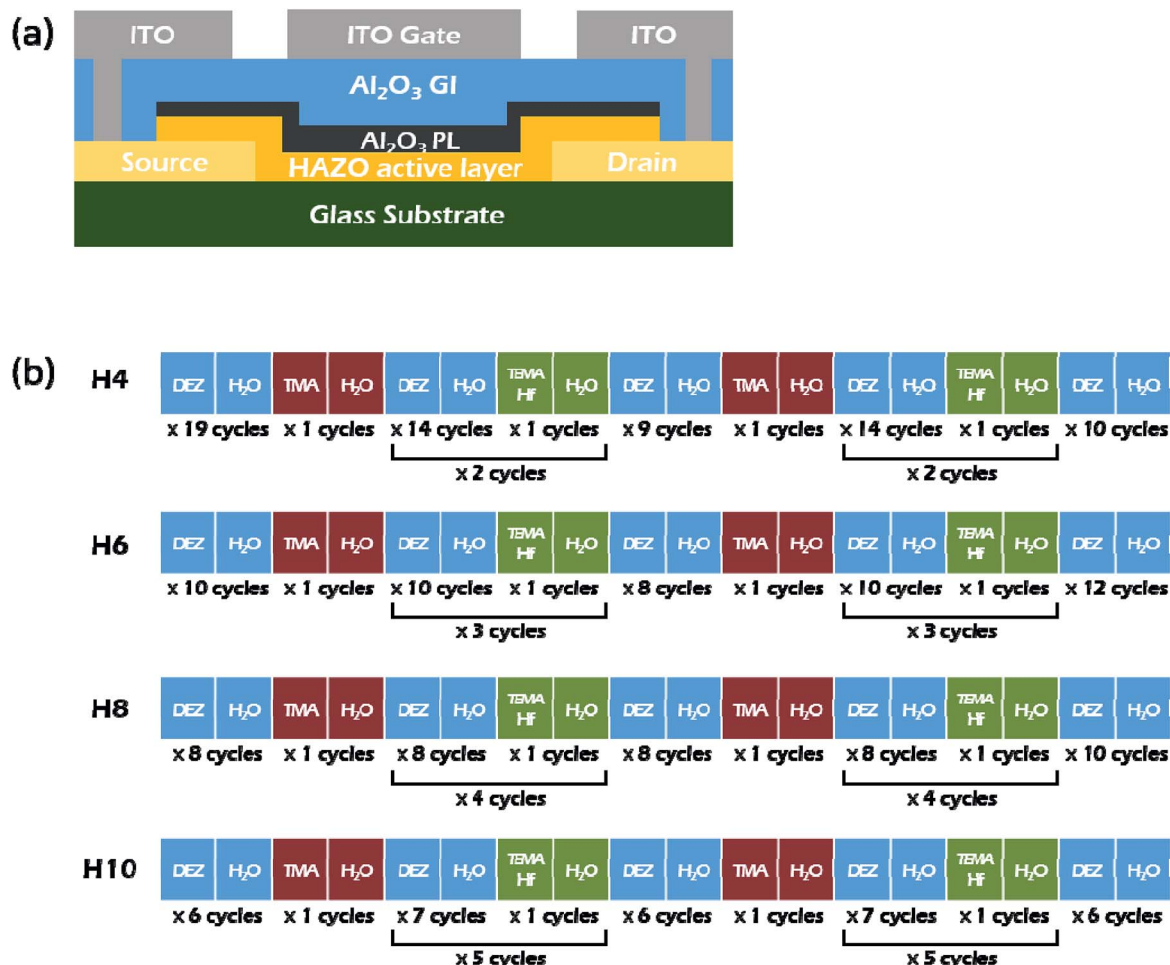 (a)
ITO ITO Gate ITO
Al₂O₃ GI
Al₂O₃ PL
Source HAZO active layer Drain
Glass Substrate
(b)
H4
DEZ H₂O TMA H₂O DEZ H₂O TEMA Hf H₂O DEZ H₂O TMA H₂O DEZ H₂O TEMA Hf H₂O DEZ H₂O
x 19 cycles x 1 cycles x 14 cycles x 1 cycles x 9 cycles x 1 cycles x 14 cycles x 1 cycles x 10 cycles
x 2 cycles x 2 cycles
H6
DEZ H₂O TMA H₂O DEZ H₂O TEMA Hf H₂O DEZ H₂O TMA H₂O DEZ H₂O TEMA Hf H₂O DEZ H₂O
x 10 cycles x 1 cycles x 10 cycles x 1 cycles x 8 cycles x 1 cycles x 10 cycles x 1 cycles x 12 cycles
x 3 cycles x 3 cycles
H8
DEZ H₂O TMA H₂O DEZ H₂O TEMA Hf H₂O DEZ H₂O TMA H₂O DEZ H₂O TEMA Hf H₂O DEZ H₂O
x 8 cycles x 1 cycles x 8 cycles x 1 cycles x 8 cycles x 1 cycles x 8 cycles x 1 cycles x 10 cycles
x 4 cycles x 4 cycles
H10
DEZ H₂O TMA H₂O DEZ H₂O TEMA Hf H₂O DEZ H₂O TMA H₂O DEZ H₂O TEMA Hf H₂O DEZ H₂O
x 6 cycles x 1 cycles x 7 cycles x 1 cycles x 6 cycles x 1 cycles x 7 cycles x 1 cycles x 6 cycles
x 5 cycles x 5 cycles